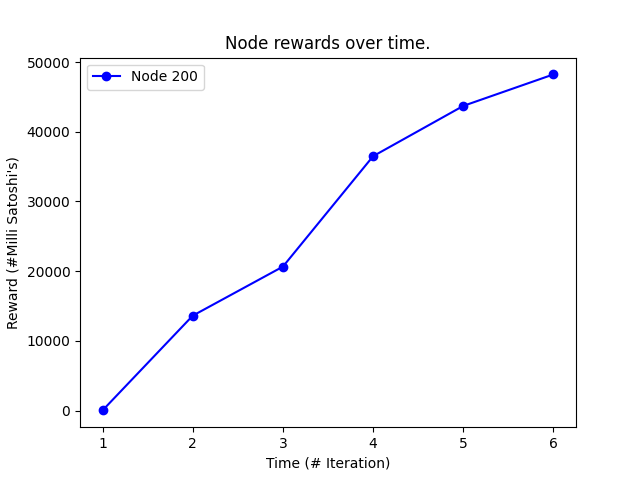 Node rewards over time.
Node 200
50000
40000
30000
20000
10000
0
Reward (#Milli Satoshi's)
1 2 3 4 5 6
Time (# Iteration)